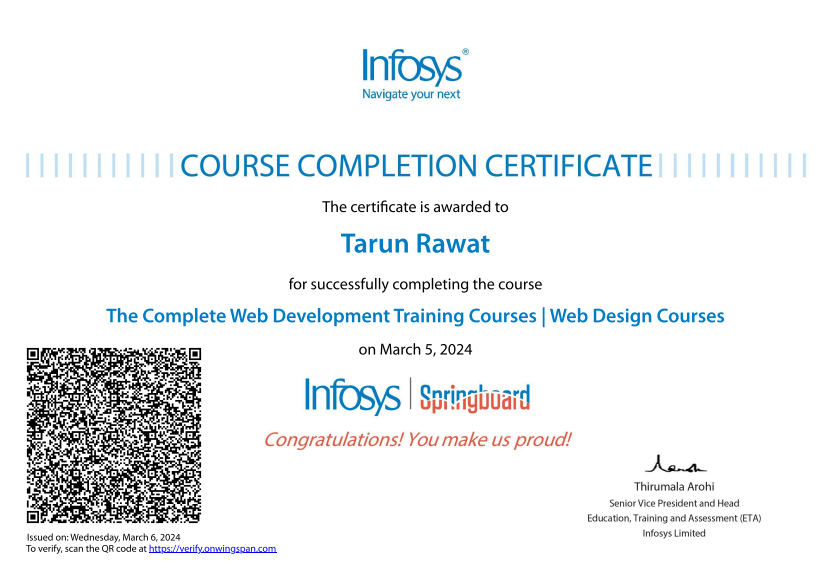 Infosys®
Navigate your next
COURSE COMPLETION CERTIFICATE
The certificate is awarded to
Tarun Rawat
for successfully completing the course
The Complete Web Development Training Courses | Web Design Courses
on March 5, 2024
Infosys | Springboard
Congratulations! You make us proud!
Thirumala Arohi
Senior Vice President and Head
Education, Training and Assessment (ETA)
Infosys Limited
Issued on: Wednesday, March 6, 2024
To verify, scan the QR code at https://verify.onwingspan.com